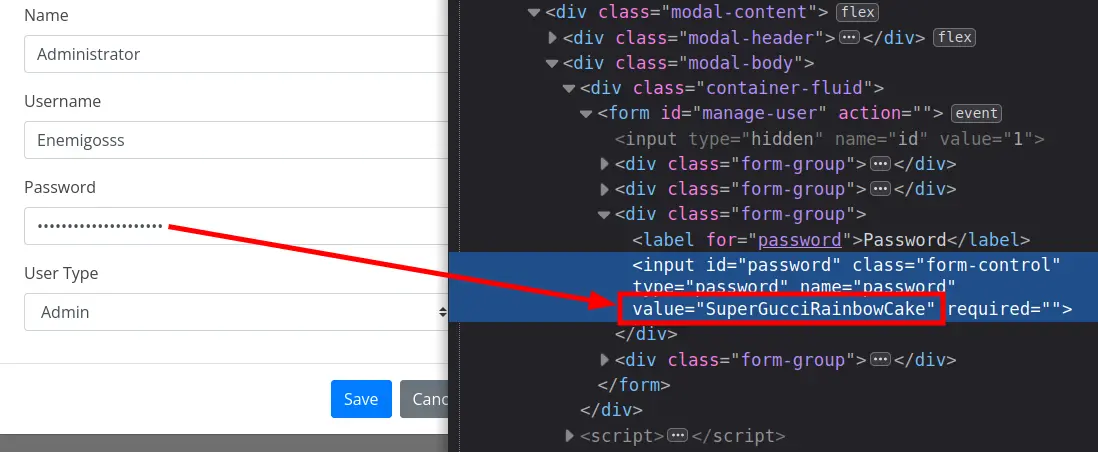 Name
Administrator
Username
Enemigosss
Password
•••••••••••••••••••••
User Type
Admin
Save
Canc
<div class="modal-content"> flex
<div class="modal-header"> ••• </div> flex
<div class="modal-body">
<div class="container-fluid">
<form id="manage-user" action=""> event
<input type="hidden" name="id" value="1">
<div class="form-group"> ••• </div>
<div class="form-group"> ••• </div>
<div class="form-group">
<label for="password">Password</label>
<input id="password" class="form-control"
type="password" name="password"
value="SuperGucciRainbowCake" required="">
</div>
<div class="form-group"> ••• </div>
</form>
</div>
<script> ••• </script>